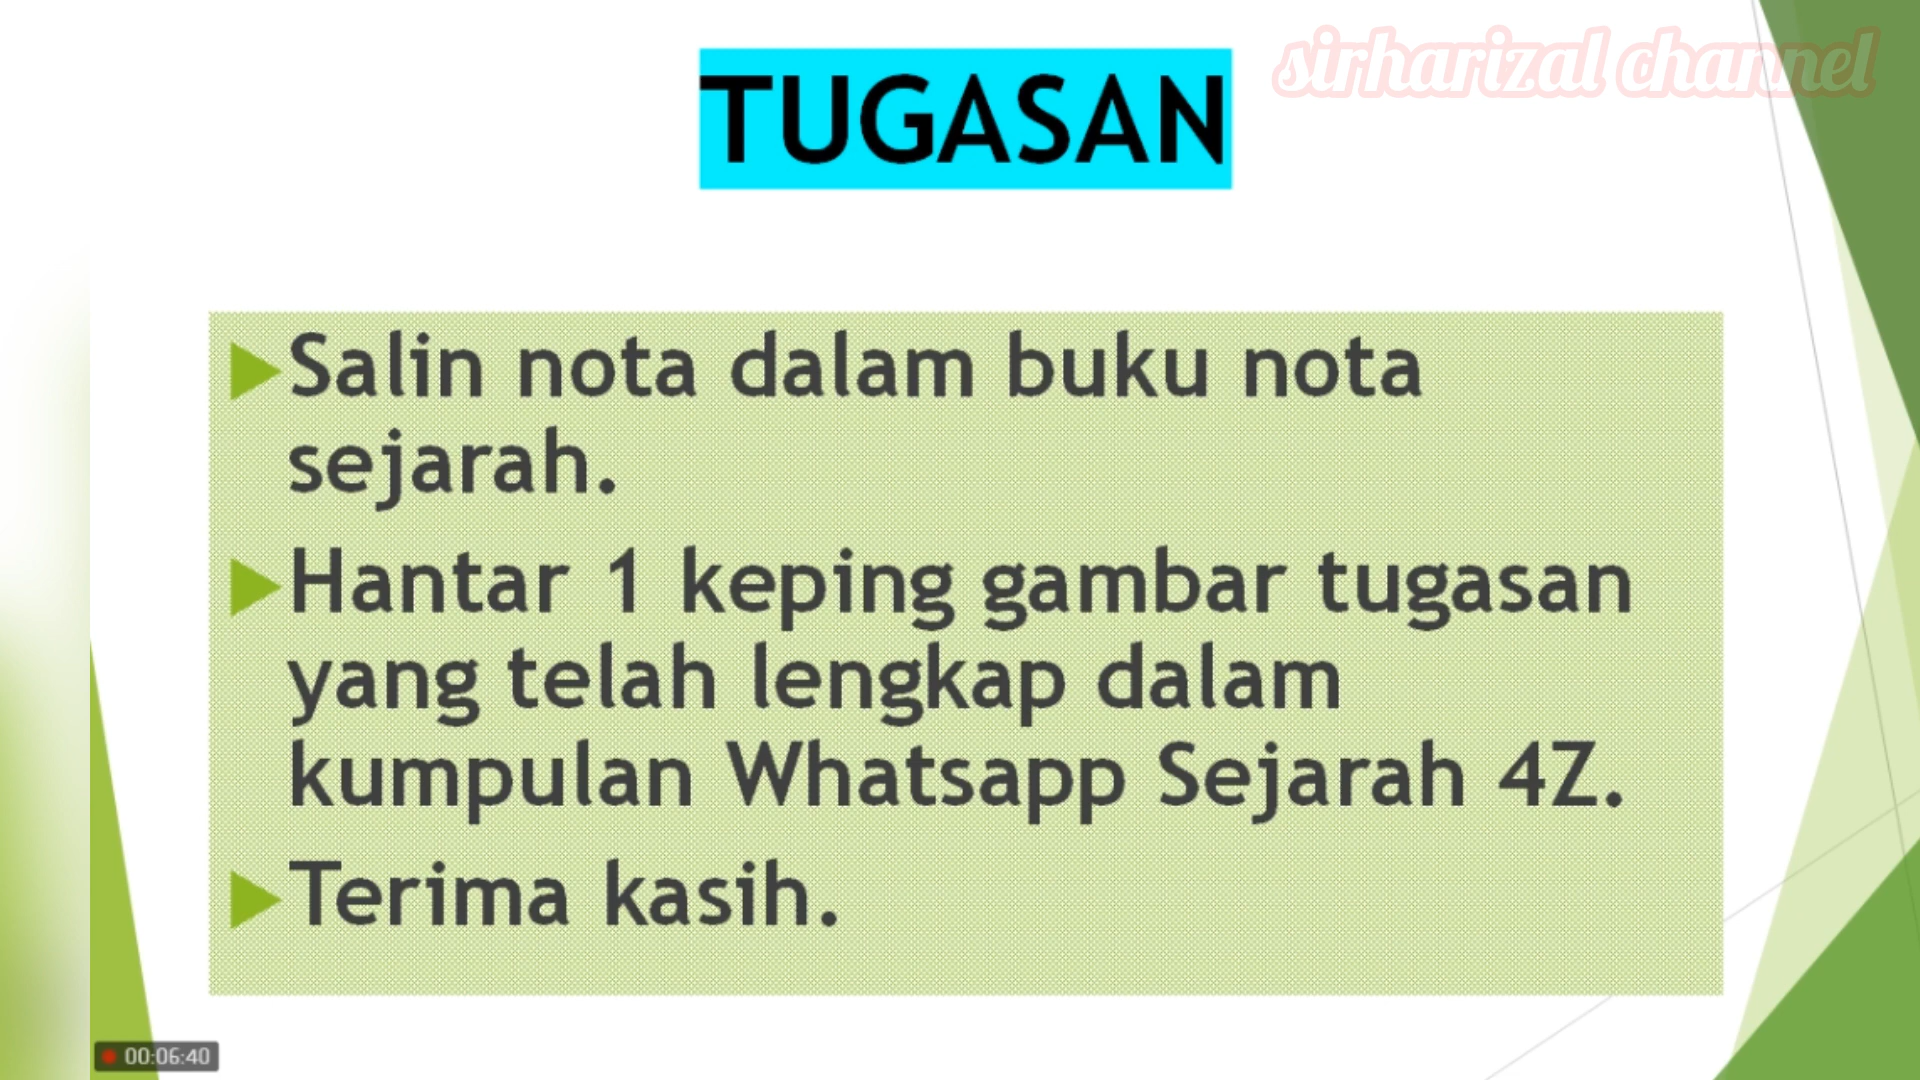 sirharizal channel
TUGASAN
Salin nota dalam buku nota
sejarah.
Hantar 1 keping gambar tugasan
yang telah lengkap dalam
kumpulan Whatsapp Sejarah 4Z.
Terima kasih.
00:06:40